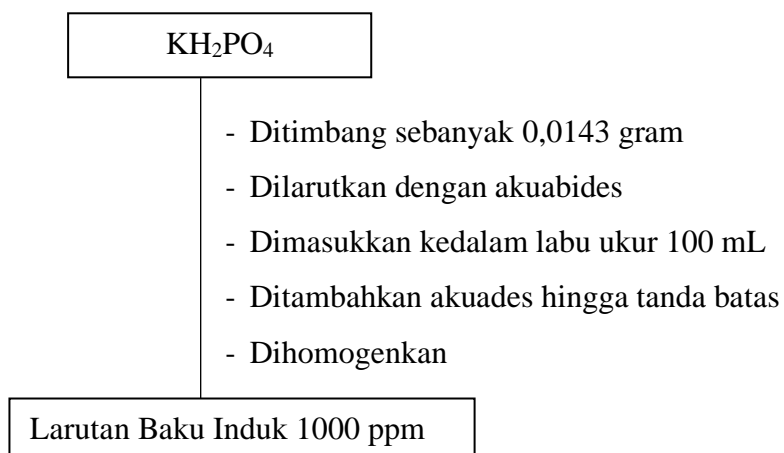 KH₂PO₄
- Ditimbang sebanyak 0,0143 gram
- Dilarutkan dengan akuabides
- Dimasukkan kedalam labu ukur 100 mL
- Ditambahkan akuades hingga tanda batas
- Dihomogenkan
Larutan Baku Induk 1000 ppm